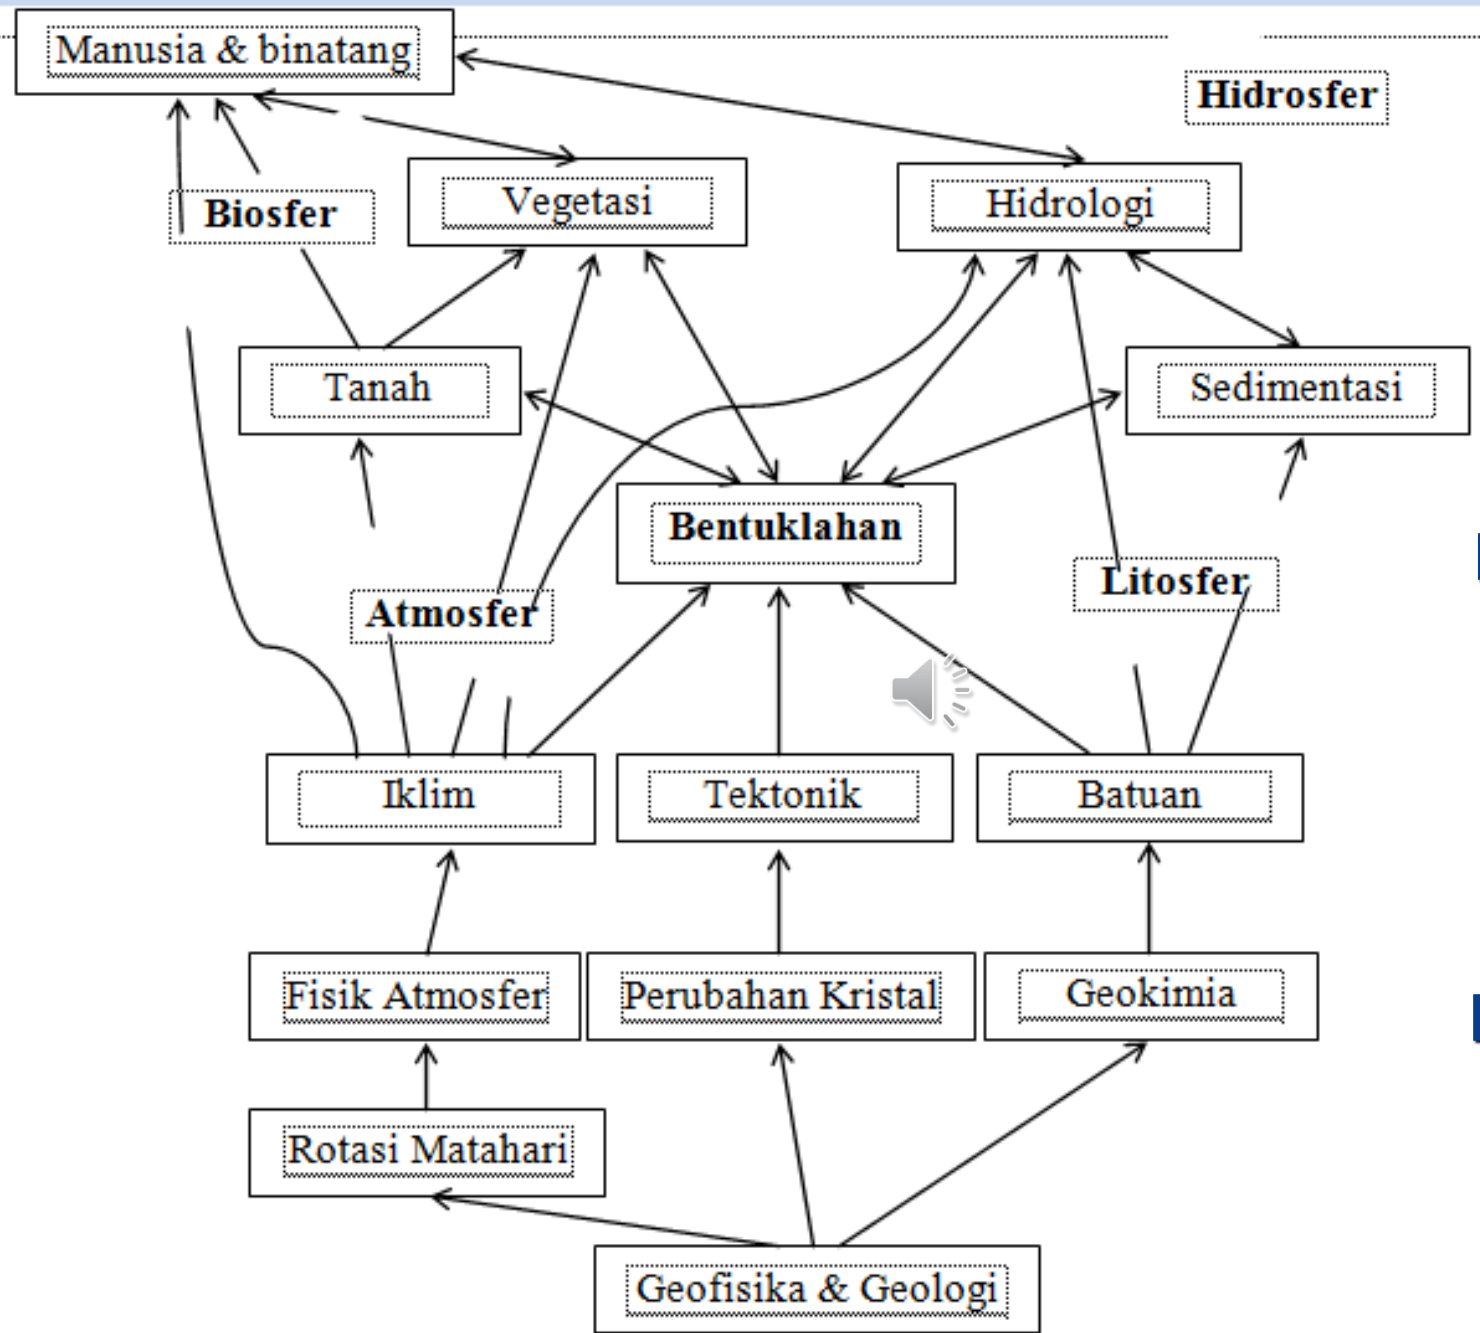 Manusia & binatang
Hidrosfer
Vegetasi
Hidrologi
Biosfer
Tanah
Sedimentasi
Bentuklahan
Litosfer
Atmosfer
Iklim
Tektonik
Batuan
Fisik Atmosfer
Perubahan Kristal
Geokimia
Rotasi Matahari
Geofisika & Geologi